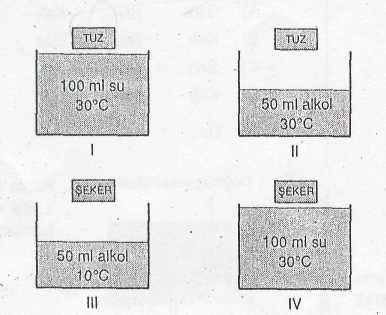 TUZ
100 ml su
30°C
I
TUZ
50 ml alkol
30°C
II
ŞEKER
50 ml alkol
10°C
III
ŞEKER
100 ml su
30°C
IV